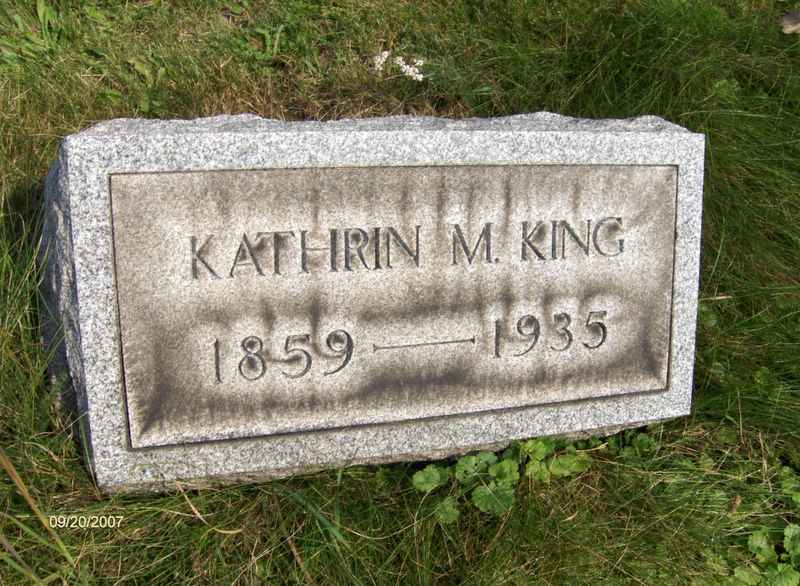 KATHRIN M. KING
1859 — 1935
09/20/2007